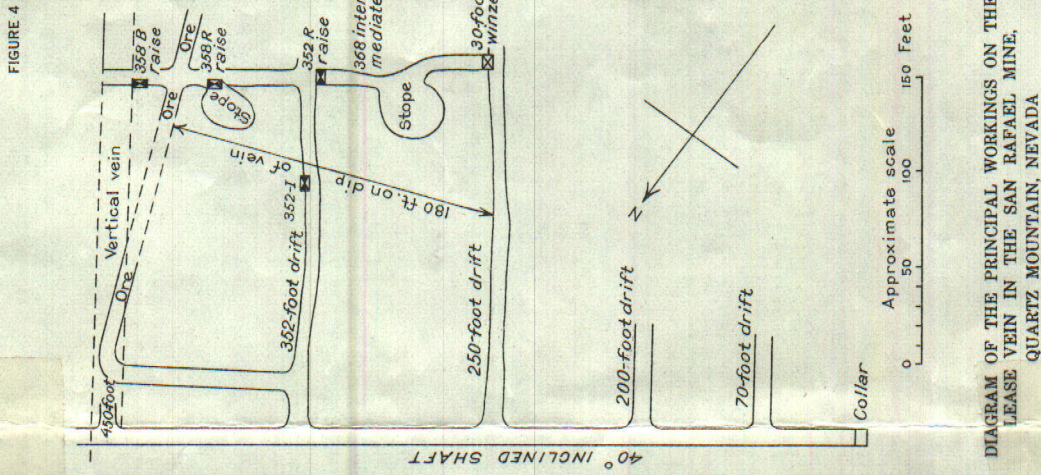 FIGURE 4
450-foot
Vertical vein
Ore
Ore
Ore
358 B
raise
358 R
raise
Stope
352-foot drift
352-I
352 R
raise
368 inter
mediate
Stope
180 ft. on dip of vein
250-foot drift
30-foo
winze
40° INCLINED SHAFT
200-foot drift
70-foot drift
Collar
N
Approximate scale
0 50 100 150 Feet
DIAGRAM OF THE PRINCIPAL WORKINGS ON THE
LEASE VEIN IN THE SAN RAFAEL MINE,
QUARTZ MOUNTAIN, NEVADA